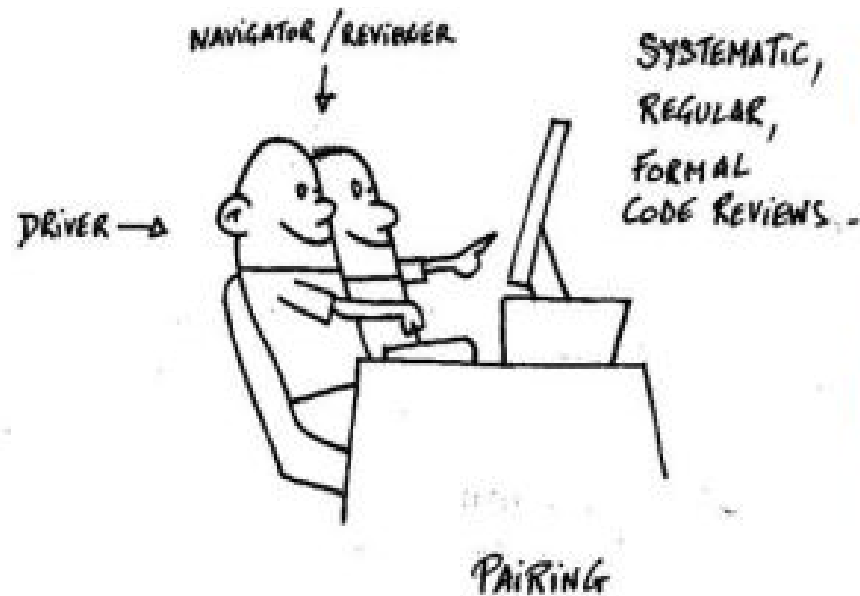 NAVIGATOR / REVIEWER
SYSTEMATIC,
REGULAR,
FORMAL
CODE REVIEWS...
DRIVER
PAIRING